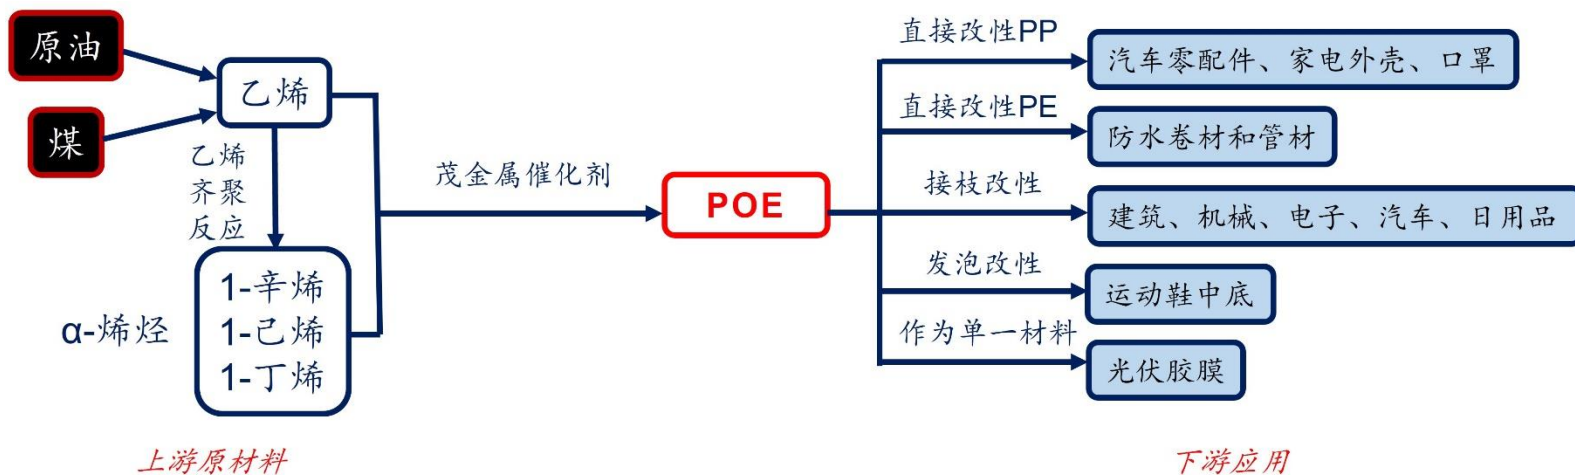 原油
煤
乙烯
乙烯
齐聚
反应
α-烯烃
1-辛烯
1-己烯
1-丁烯
上游原材料
茂金属催化剂
POE
直接改性PP
汽车零配件、家电外壳、口罩
直接改性PE
防水卷材和管材
接枝改性
建筑、机械、电子、汽车、日用品
发泡改性
运动鞋中底
作为单一材料
光伏胶膜
下游应用